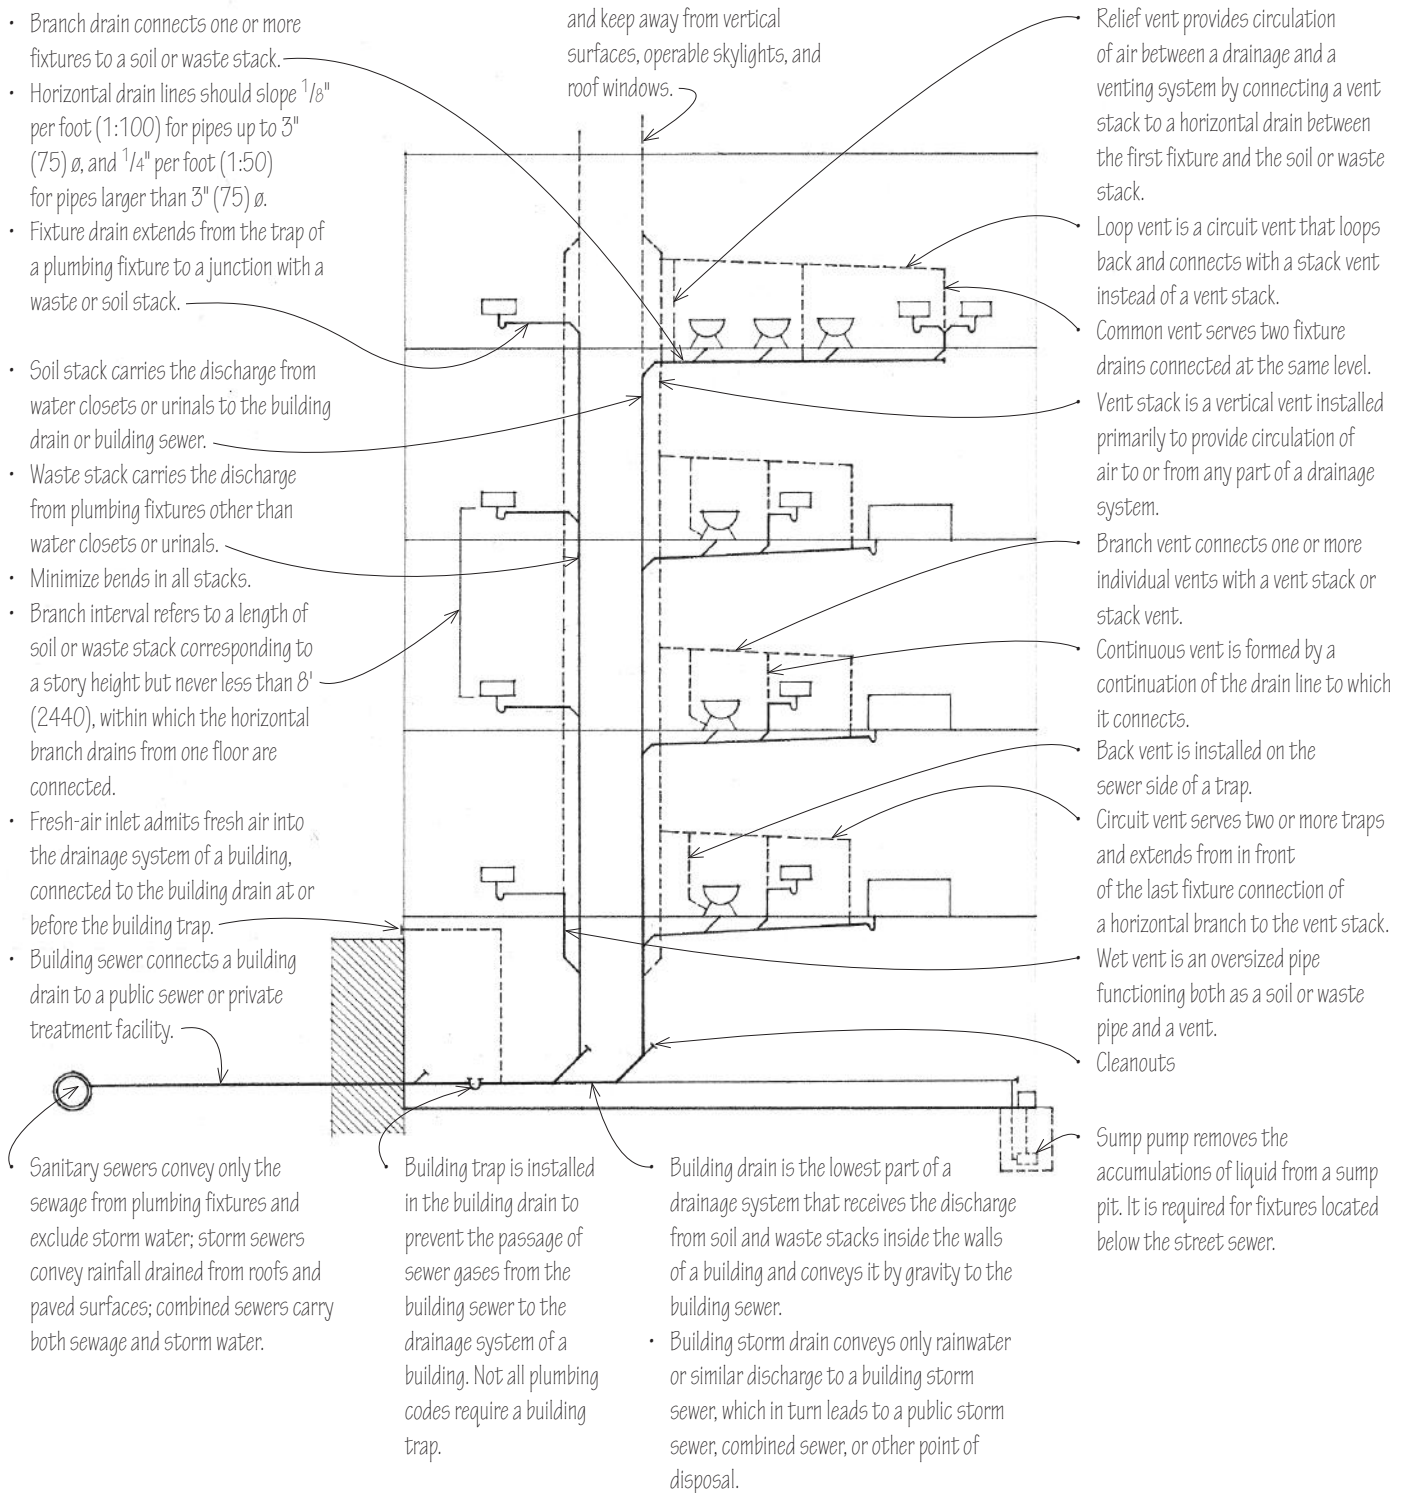 • Branch drain connects one or more
fixtures to a soil or waste stack.
• Horizontal drain lines should slope 1/8"
per foot (1:100) for pipes up to 3"
(75) ø, and 1/4" per foot (1:50)
for pipes larger than 3" (75) ø.
• Fixture drain extends from the trap of
a plumbing fixture to a junction with a
waste or soil stack.
• Soil stack carries the discharge from
water closets or urinals to the building
drain or building sewer.
• Waste stack carries the discharge
from plumbing fixtures other than
water closets or urinals.
• Minimize bends in all stacks.
• Branch interval refers to a length of
soil or waste stack corresponding to
a story height but never less than 8'
(2440), within which the horizontal
branch drains from one floor are
connected.
• Fresh-air inlet admits fresh air into
the drainage system of a building,
connected to the building drain at or
before the building trap.
• Building sewer connects a building
drain to a public sewer or private
treatment facility.
• Sanitary sewers convey only the
sewage from plumbing fixtures and
exclude storm water; storm sewers
convey rainfall drained from roofs and
paved surfaces; combined sewers carry
both sewage and storm water.
and keep away from vertical
surfaces, operable skylights, and
roof windows.
• Building trap is installed
in the building drain to
prevent the passage of
sewer gases from the
building sewer to the
drainage system of a
building. Not all plumbing
codes require a building
trap.
• Building drain is the lowest part of a
drainage system that receives the discharge
from soil and waste stacks inside the walls
of a building and conveys it by gravity to the
building sewer.
• Building storm drain conveys only rainwater
or similar discharge to a building storm
sewer, which in turn leads to a public storm
sewer, combined sewer, or other point of
disposal.
• Relief vent provides circulation
of air between a drainage and a
venting system by connecting a vent
stack to a horizontal drain between
the first fixture and the soil or waste
stack.
• Loop vent is a circuit vent that loops
back and connects with a stack vent
instead of a vent stack.
• Common vent serves two fixture
drains connected at the same level.
• Vent stack is a vertical vent installed
primarily to provide circulation of
air to or from any part of a drainage
system.
• Branch vent connects one or more
individual vents with a vent stack or
stack vent.
• Continuous vent is formed by a
continuation of the drain line to which
it connects.
• Back vent is installed on the
sewer side of a trap.
• Circuit vent serves two or more traps
and extends from in front
of the last fixture connection of
a horizontal branch to the vent stack.
• Wet vent is an oversized pipe
functioning both as a soil or waste
pipe and a vent.
• Cleanouts
• Sump pump removes the
accumulations of liquid from a sump
pit. It is required for fixtures located
below the street sewer.